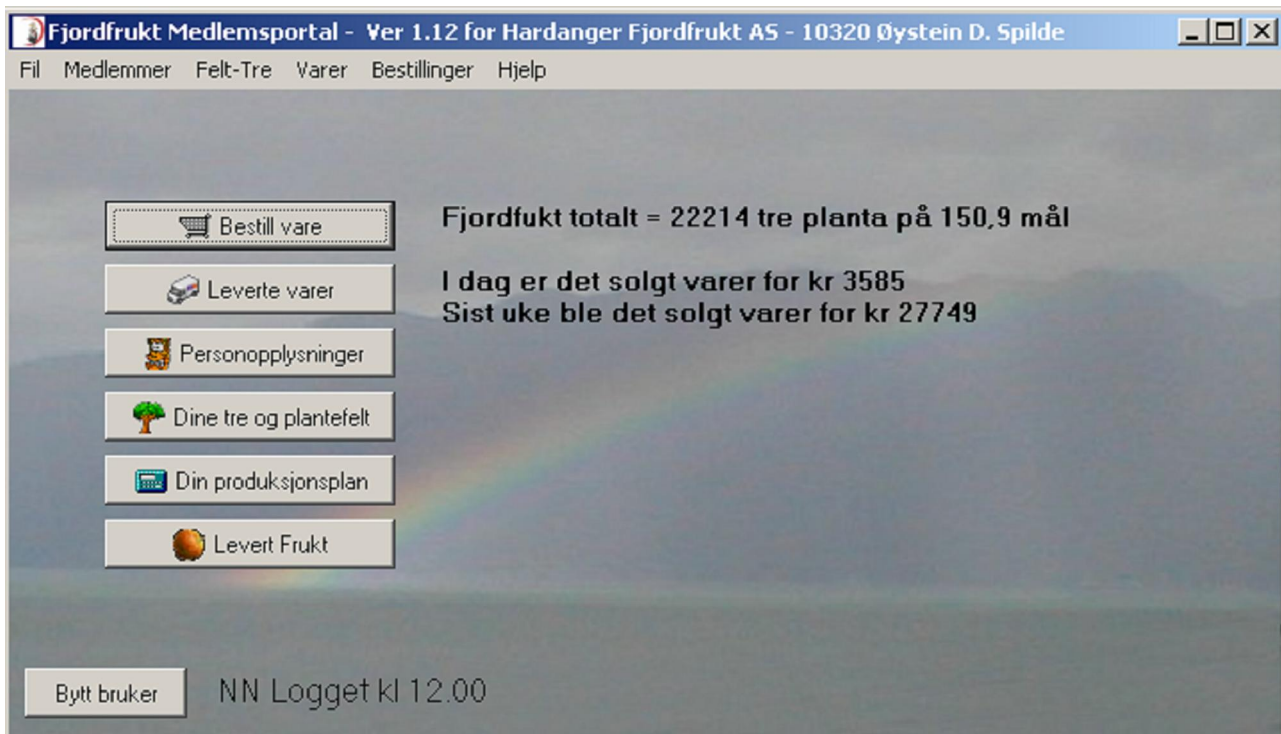 Fjordfrukt Medlemsportal - Ver 1.12 for Hardanger Fjordfrukt AS - 10320 Øystein D. Spilde
Fil Medlemmer Felt-Tre Varer Bestillinger Hjelp
Bestill vare
Fjordfukt totalt = 22214 tre planta på 150,9 mål
Leverte varer
I dag er det solgt varer for kr 3585
Sist uke ble det solgt varer for kr 27749
Personopplysninger
Dine tre og plantefelt
Din produksjonsplan
Levert Frukt
Bytt bruker
NN Logget kl 12.00